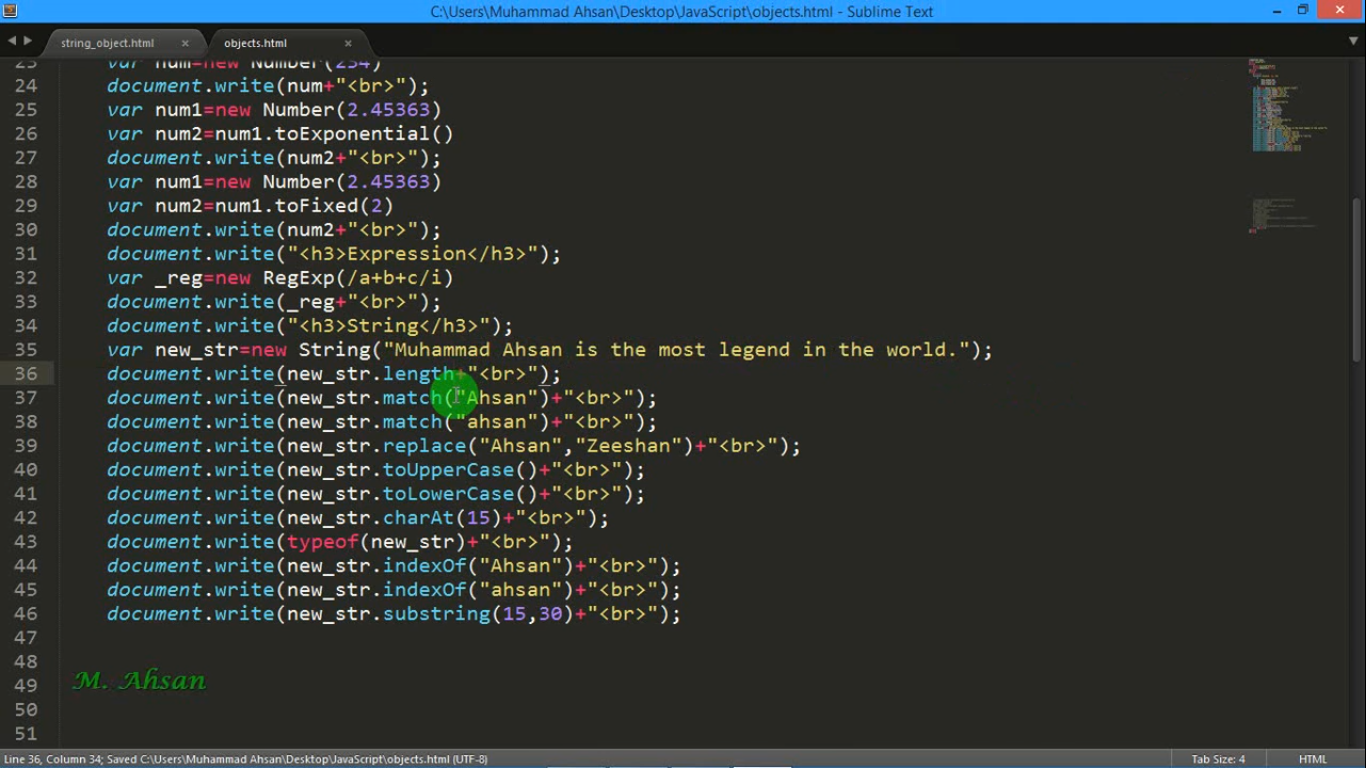 C:\Users\Muhammad Ahsan\Desktop\JavaScript\objects.html - Sublime Text
string_object.html × objects.html ×
23 var num=new Number(234)
24 document.write(num+"<br>");
25 var num1=new Number(2.45363)
26 var num2=num1.toExponential()
27 document.write(num2+"<br>");
28 var num1=new Number(2.45363)
29 var num2=num1.toFixed(2)
30 document.write(num2+"<br>");
31 document.write("<h3>Expression</h3>");
32 var _reg=new RegExp(/a+b+c/i)
33 document.write(_reg+"<br>");
34 document.write("<h3>String</h3>");
35 var new_str=new String("Muhammad Ahsan is the most legend in the world.");
36 document.write(new_str.length+"<br>");
37 document.write(new_str.match("Ahsan")+"<br>");
38 document.write(new_str.match("ahsan")+"<br>");
39 document.write(new_str.replace("Ahsan","Zeeshan")+"<br>");
40 document.write(new_str.toUpperCase()+"<br>");
41 document.write(new_str.toLowerCase()+"<br>");
42 document.write(new_str.charAt(15)+"<br>");
43 document.write(typeof(new_str)+"<br>");
44 document.write(new_str.indexOf("Ahsan")+"<br>");
45 document.write(new_str.indexOf("ahsan")+"<br>");
46 document.write(new_str.substring(15,30)+"<br>");
47
48
49 M. Ahsan
50
51
Line 36, Column 34; Saved C:\Users\Muhammad Ahsan\Desktop\JavaScript\objects.html (UTF-8) Tab Size: 4 HTML